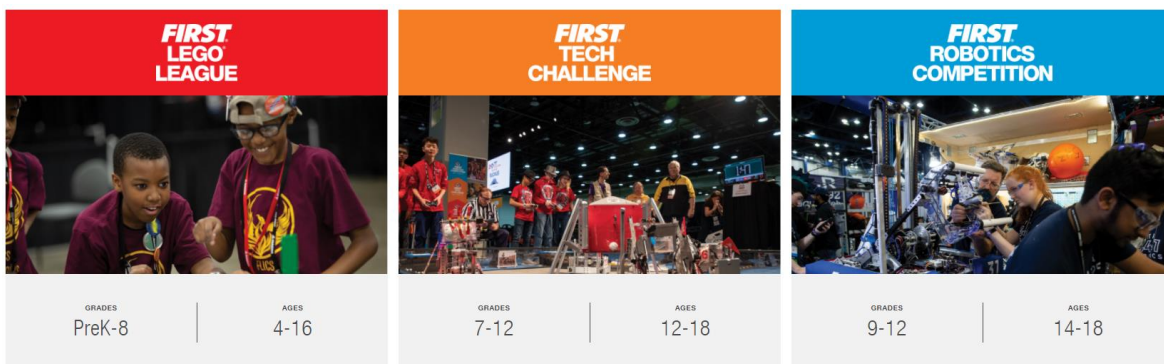 FIRST
LEGO
LEAGUE
FLICS
GRADES
PreK-8
AGES
4-16
FIRST
TECH
CHALLENGE
GRADES
7-12
AGES
12-18
FIRST
ROBOTICS
COMPETITION
GRADES
9-12
AGES
14-18